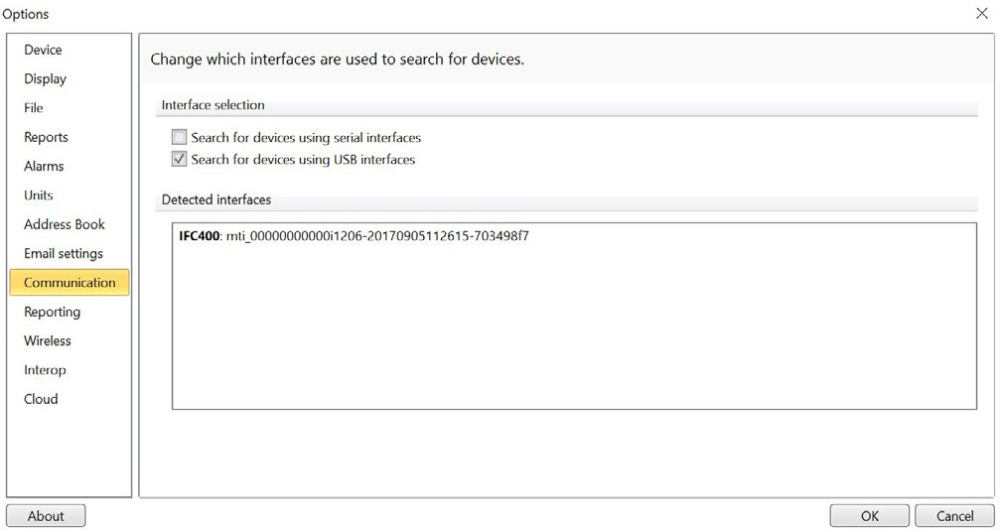 Options
Device
Display
File
Reports
Alarms
Units
Address Book
Email settings
Communication
Reporting
Wireless
Interop
Cloud
Change which interfaces are used to search for devices.
Interface selection
Search for devices using serial interfaces
Search for devices using USB interfaces
Detected interfaces
IFC400: mti_00000000000i1206-20170905112615-703498f7
About
OK
Cancel